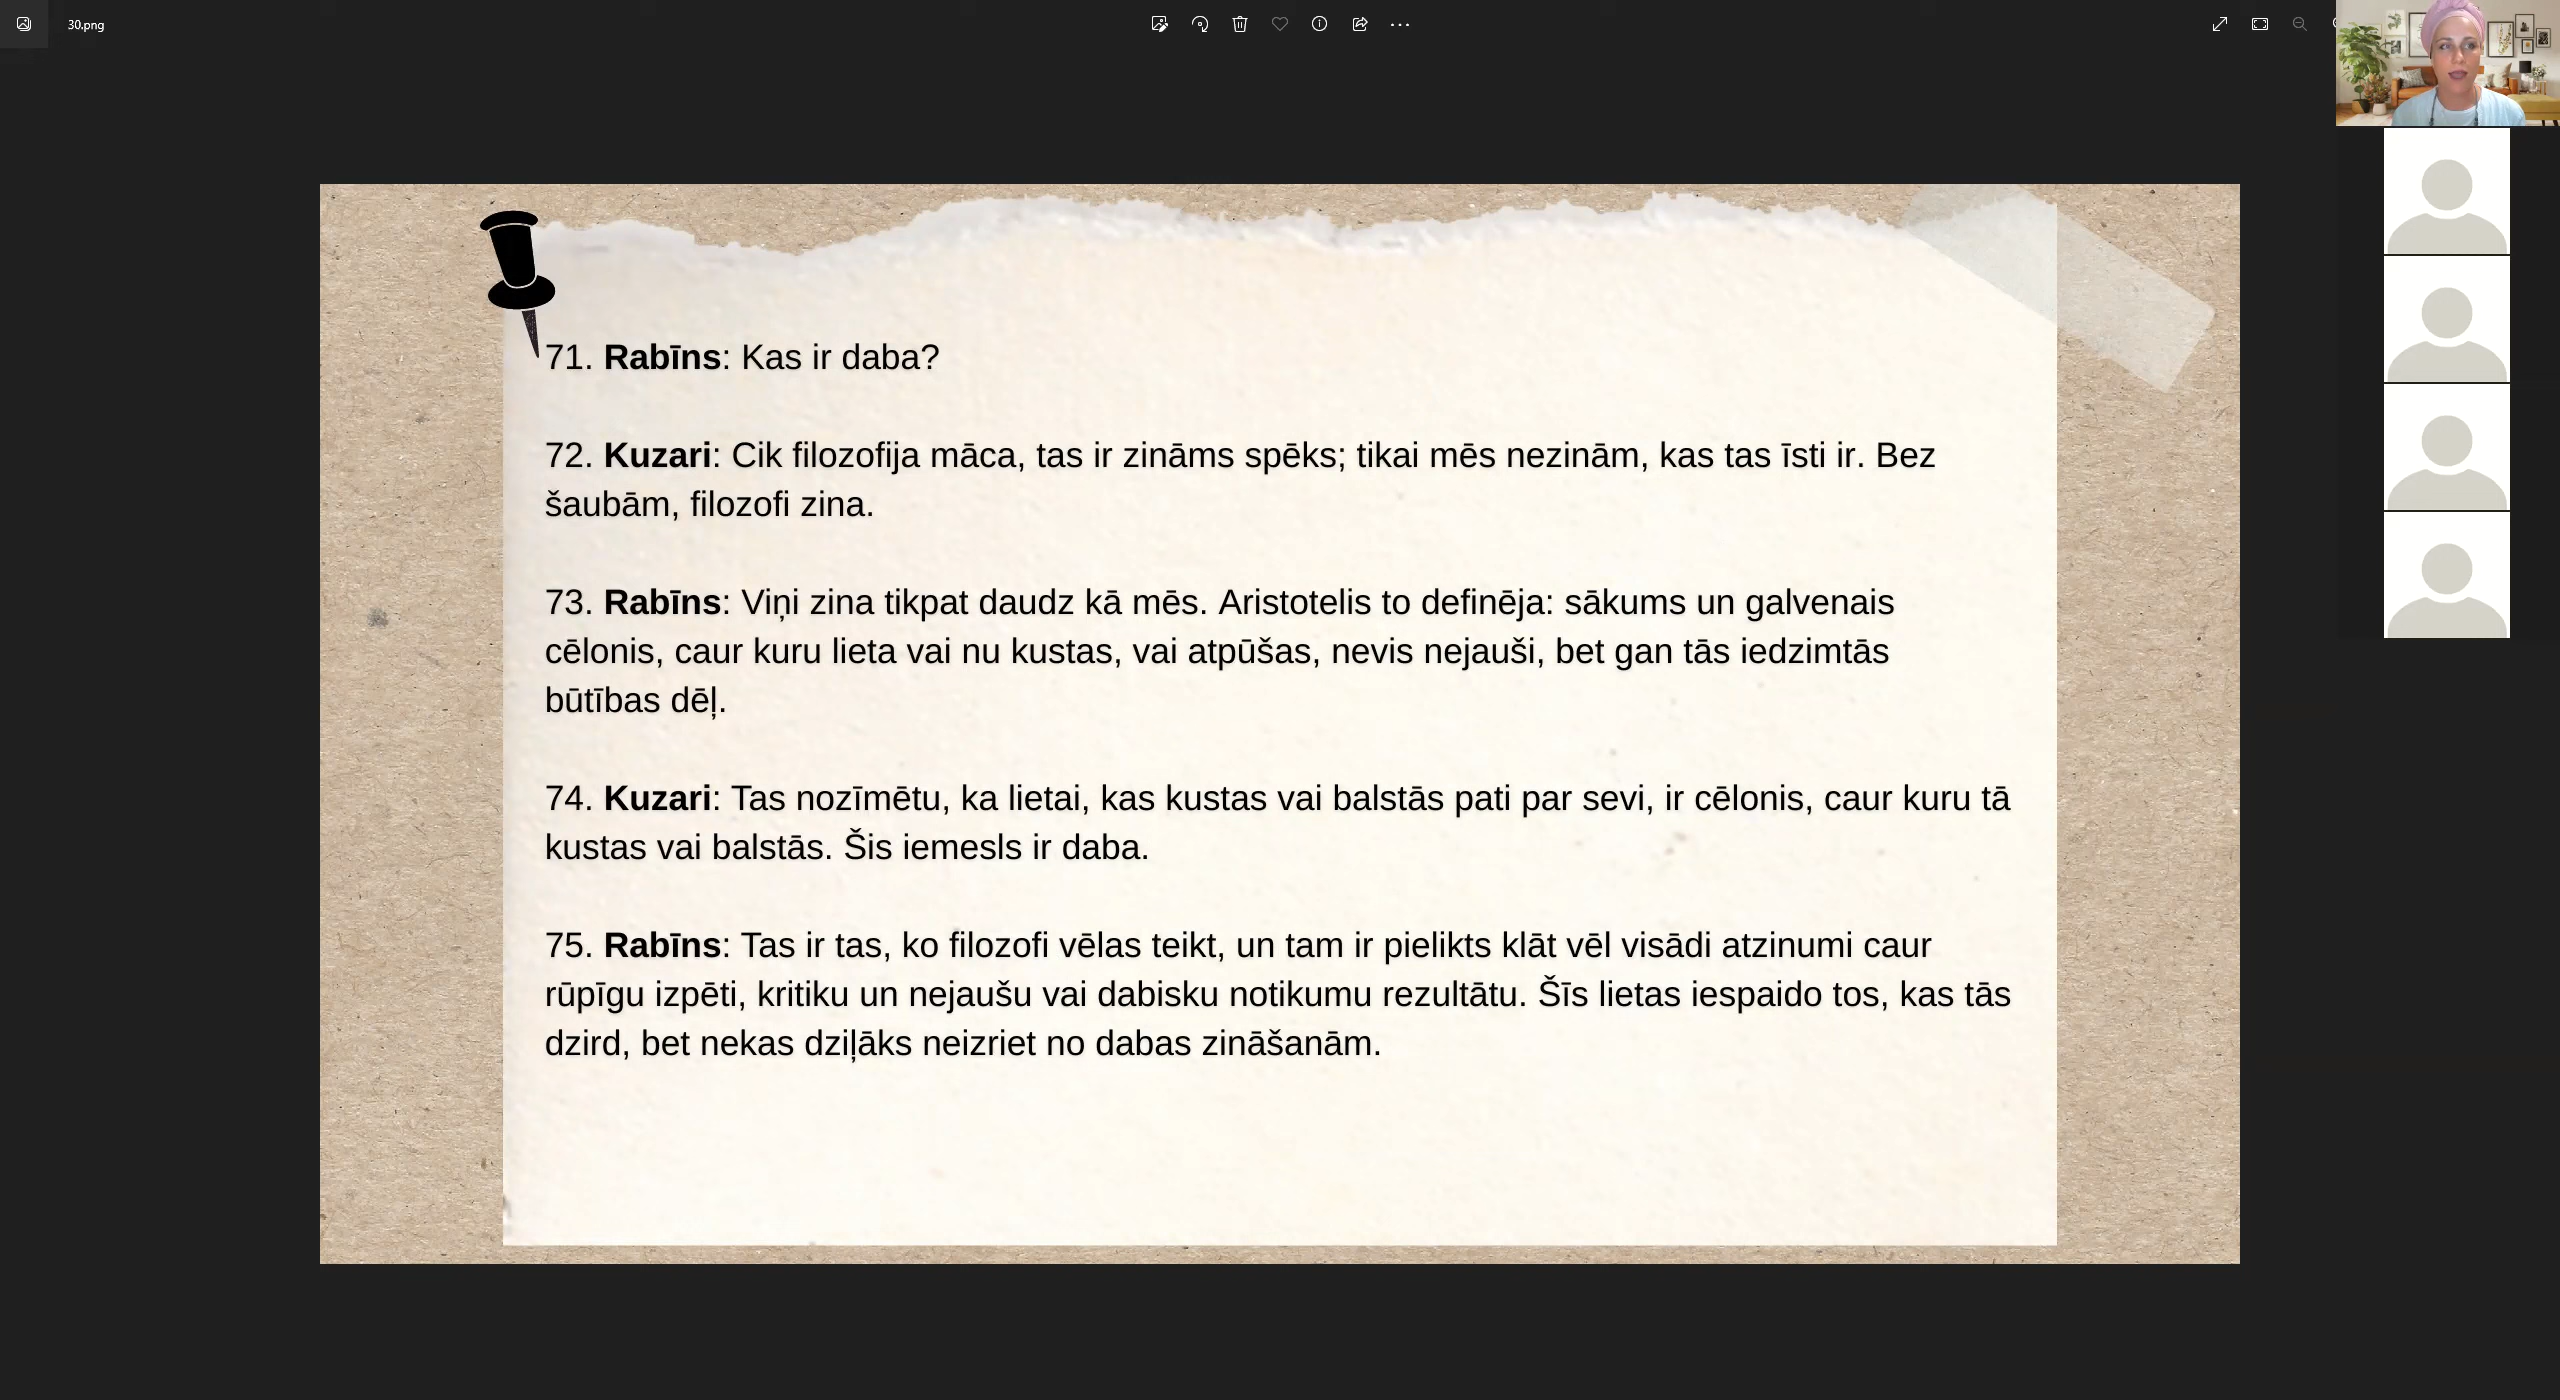 30.png
71. Rabīns: Kas ir daba?
72. Kuzari: Cik filozofija māca, tas ir zināms spēks; tikai mēs nezinām, kas tas īsti ir. Bez
šaubām, filozofi zina.
73. Rabīns: Viņi zina tikpat daudz kā mēs. Aristotelis to definēja: sākums un galvenais
cēlonis, caur kuru lieta vai nu kustas, vai atpūšas, nevis nejauši, bet gan tās iedzimtās
būtības dēļ.
74. Kuzari: Tas nozīmētu, ka lietai, kas kustas vai balstās pati par sevi, ir cēlonis, caur kuru tā
kustas vai balstās. Šis iemesls ir daba.
75. Rabīns: Tas ir tas, ko filozofi vēlas teikt, un tam ir pielikts klāt vēl visādi atzinumi caur
rūpīgu izpēti, kritiku un nejaušu vai dabisku notikumu rezultātu. Šīs lietas iespaido tos, kas tās
dzird, bet nekas dziļāks neizriet no dabas zināšanām.